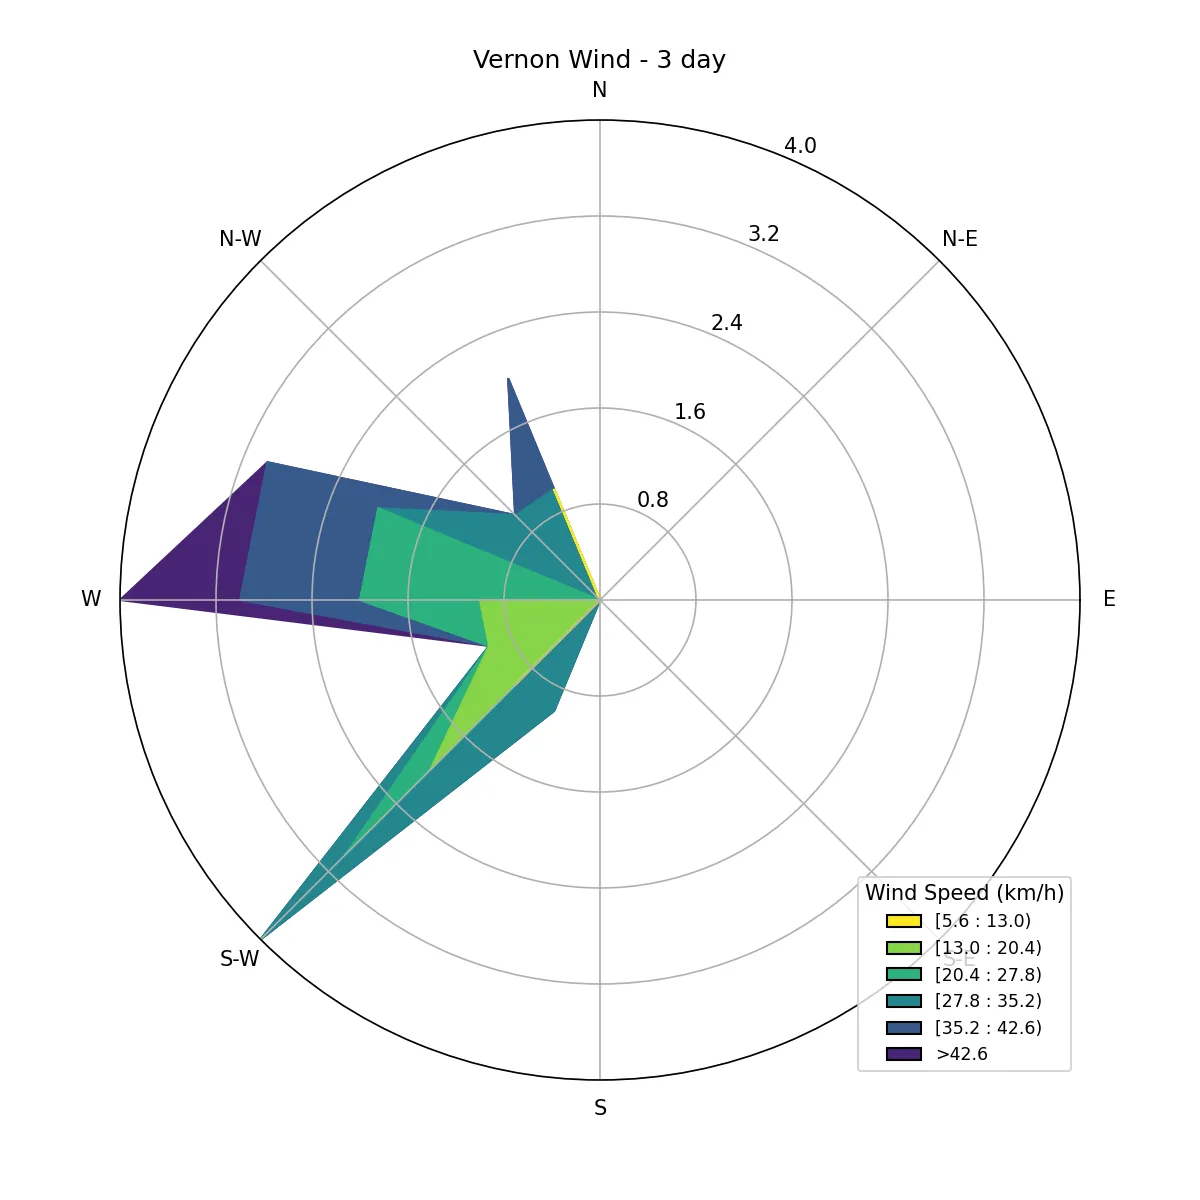 Vernon Wind - 3 day
N
4.0
3.2
N-W
N-E
2.4
1.6
0.8
W
E
S-W
S-E
Wind Speed (km/h)
[5.6 : 13.0)
[13.0 : 20.4)
[20.4 : 27.8)
[27.8 : 35.2)
[35.2 : 42.6)
>42.6
S